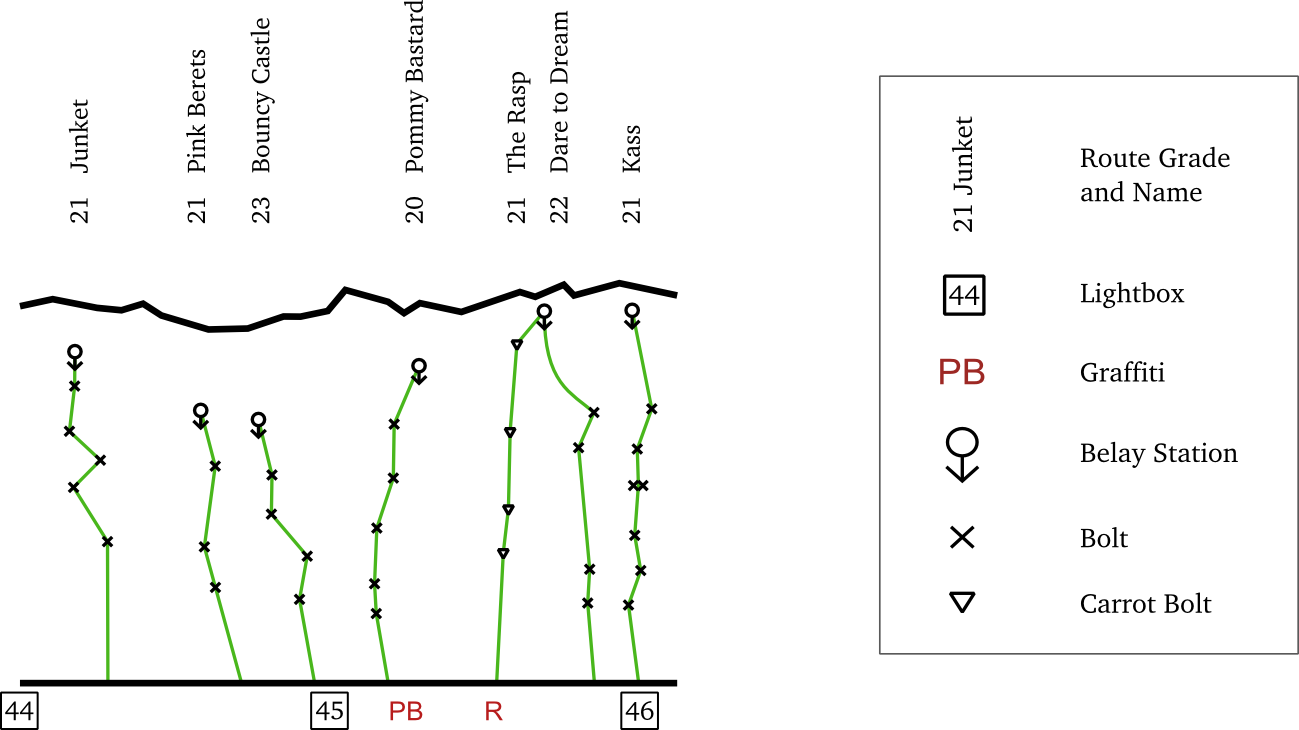 21 Junket
21 Pink Berets
23 Bouncy Castle
20 Pommy Bastard
21 The Rasp
22 Dare to Dream
21 Kass
44
45
PB
R
46
21 Junket
Route Grade
and Name
44
Lightbox
PB
Graffiti
Belay Station
Bolt
Carrot Bolt